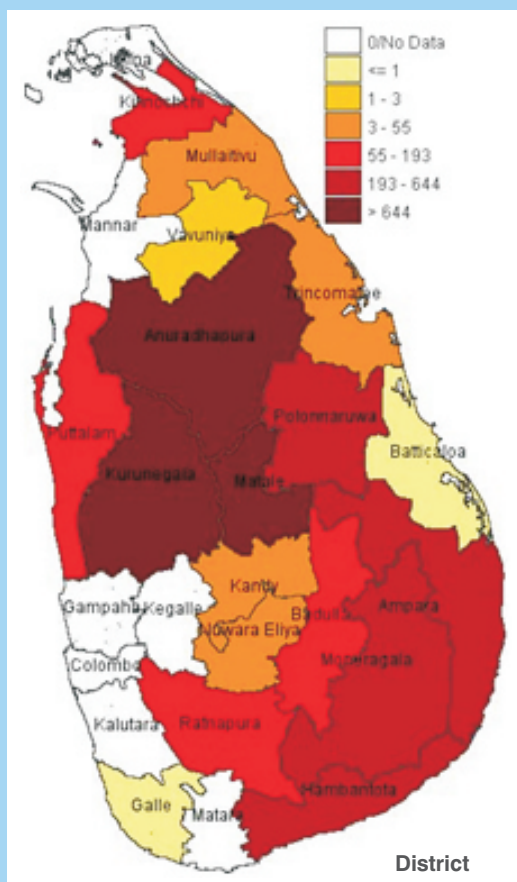 0/No Data
<= 1
1 - 3
3 - 55
55 - 193
193 - 644
> 644
Kilinochchi
Mullaitivu
Mannar
Vavuniya
Trincomalee
Anuradhapura
Polonnaruwa
Puttalam
Batticaloa
Kurunegala
Matale
Kandy
Gampaha
Kegalle
Badulla
Ampara
Nuwara Eliya
Colombo
Moneragala
Kalutara
Ratnapura
Hambantota
Galle
Matara
District